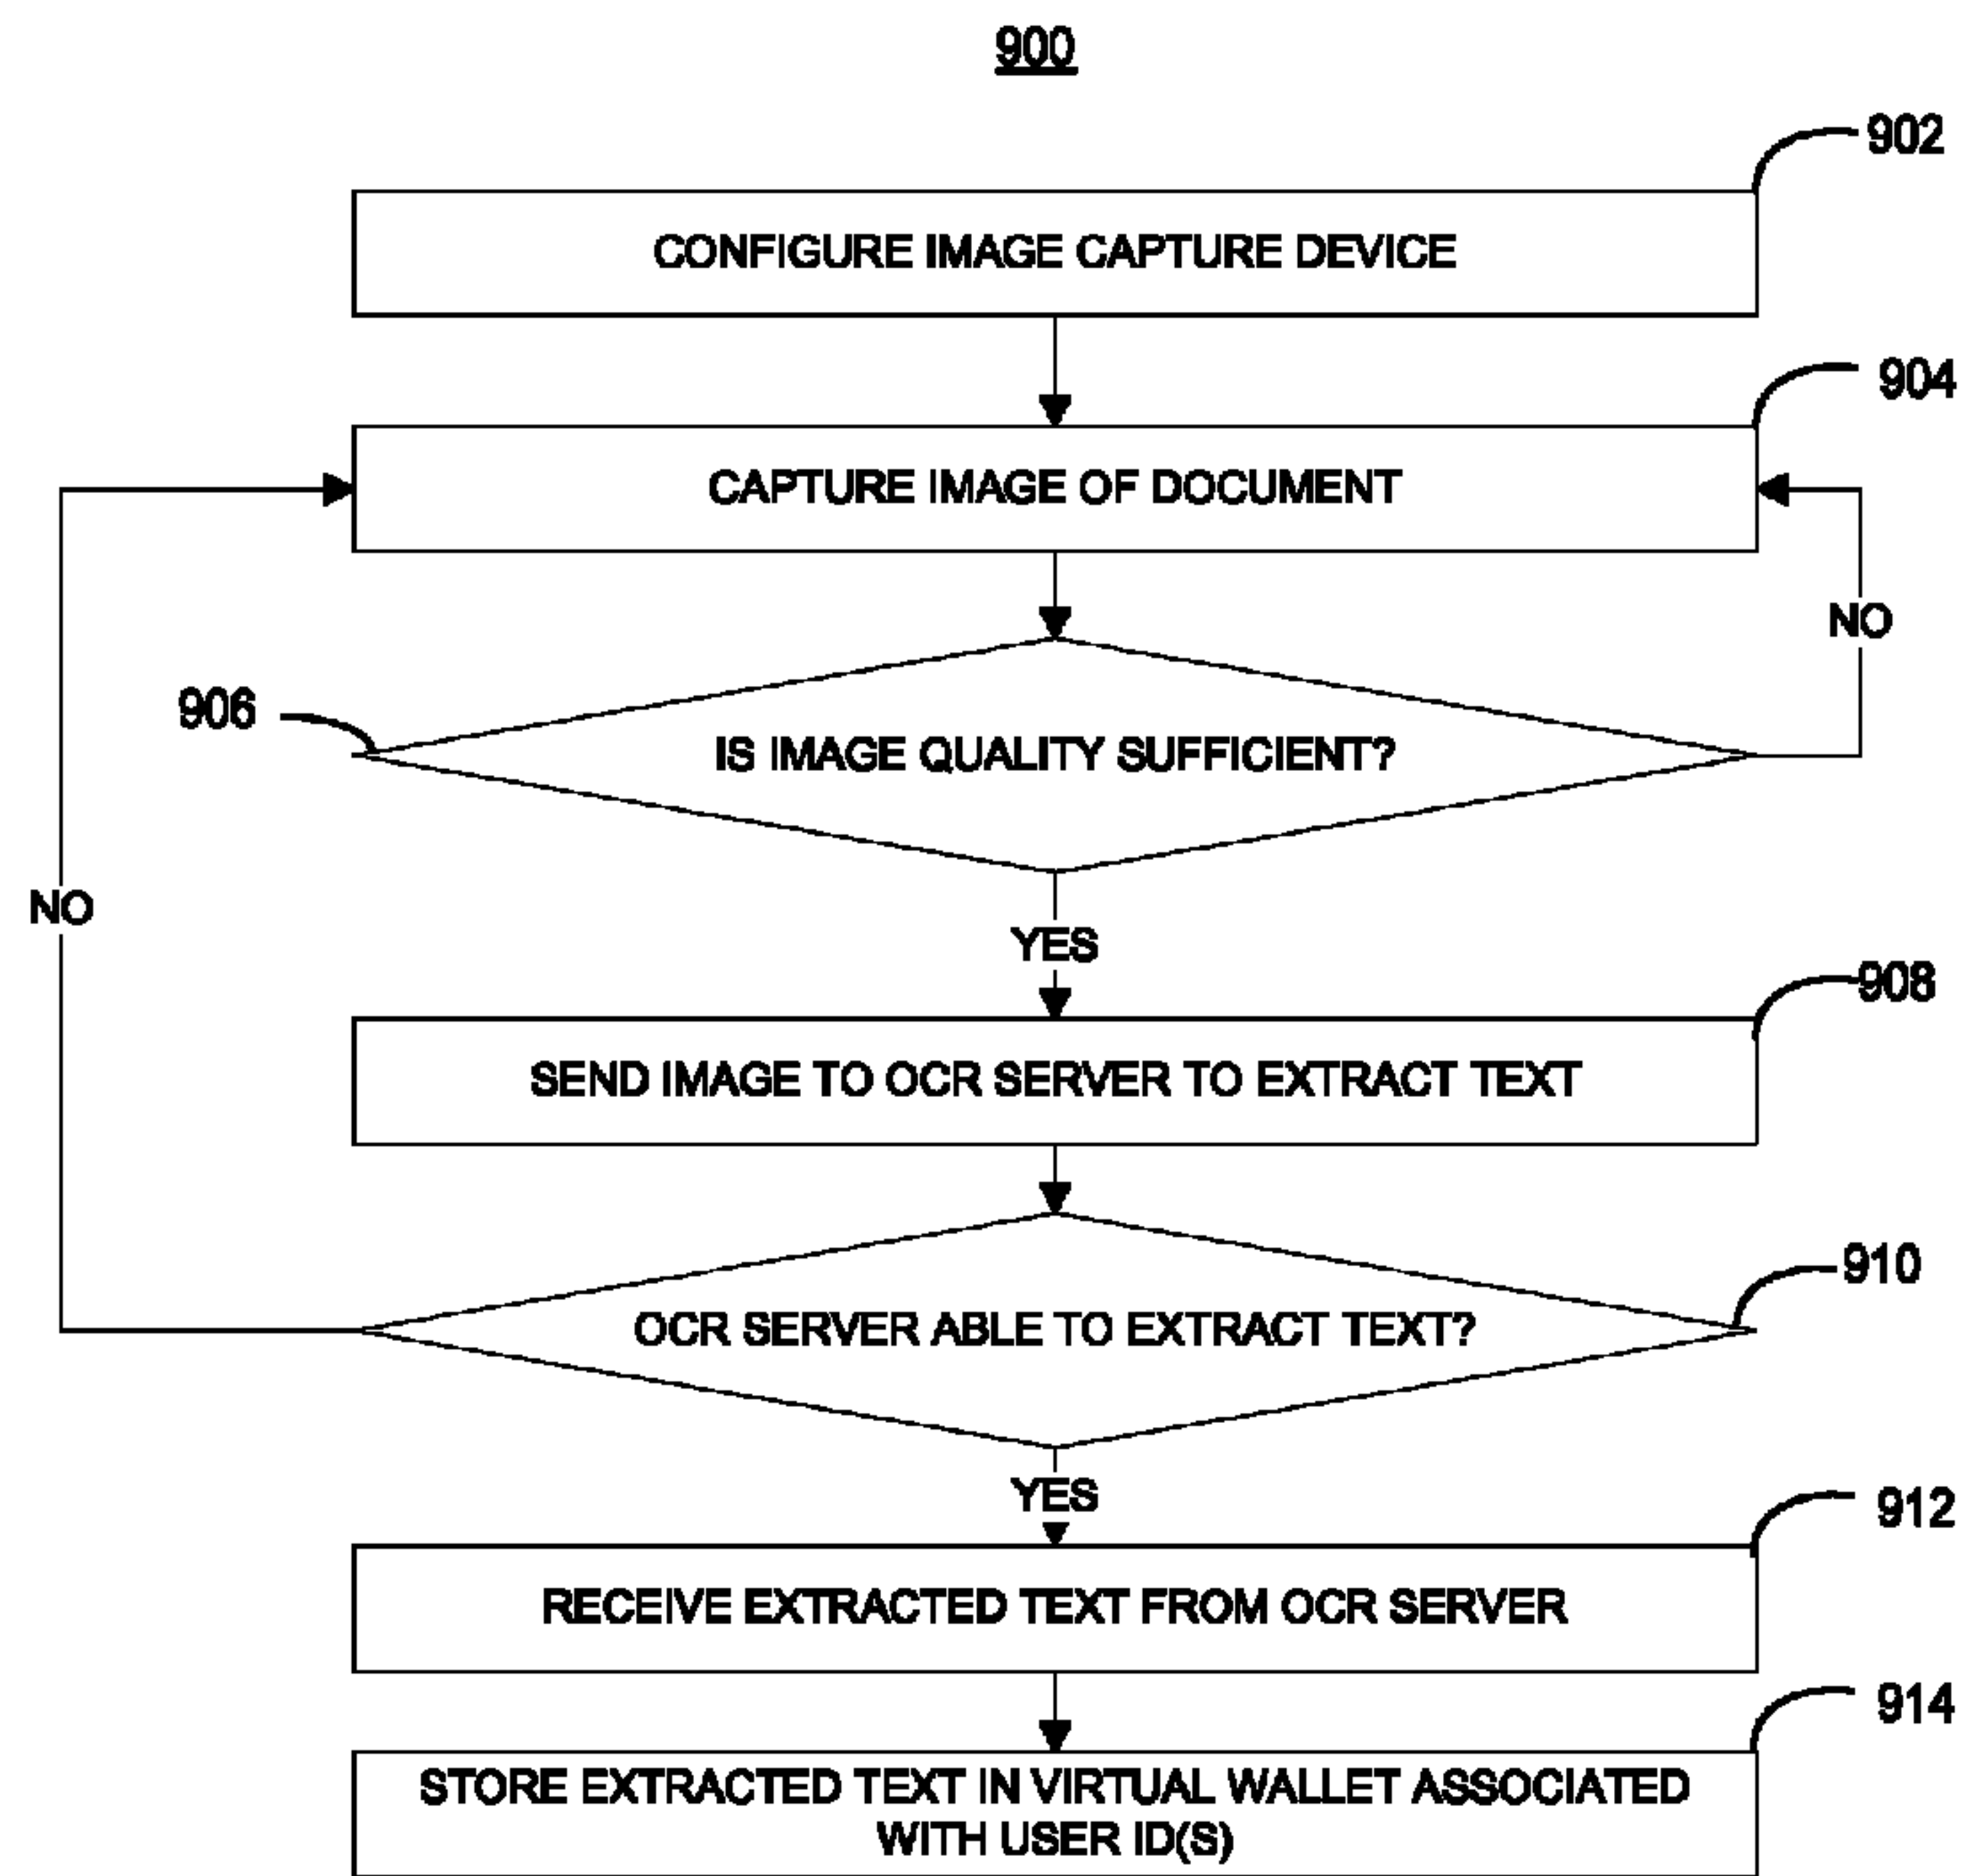 900
902
CONFIGURE IMAGE CAPTURE DEVICE
904
CAPTURE IMAGE OF DOCUMENT
NO
906
IS IMAGE QUALITY SUFFICIENT?
NO
YES
908
SEND IMAGE TO OCR SERVER TO EXTRACT TEXT
910
OCR SERVER ABLE TO EXTRACT TEXT?
YES
912
RECEIVE EXTRACTED TEXT FROM OCR SERVER
914
STORE EXTRACTED TEXT IN VIRTUAL WALLET ASSOCIATED
WITH USER ID(S)